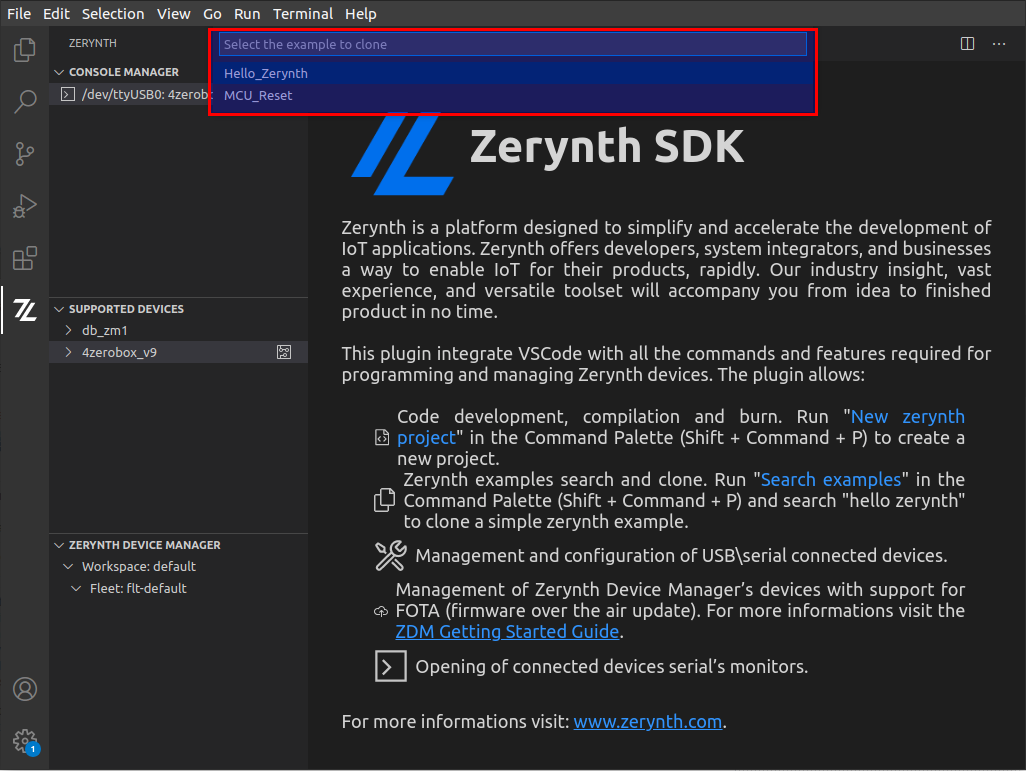 File Edit Selection View Go Run Terminal Help
ZERYNTH
Select the example to clone
Hello_Zerynth
MCU_Reset
CONSOLE MANAGER
/dev/ttyUSB0: 4zerob
SUPPORTED DEVICES
db_zm1
4zerobox_v9
ZERYNTH DEVICE MANAGER
Workspace: default
Fleet: flt-default
1
Zerynth SDK
Zerynth is a platform designed to simplify and accelerate the development of
IoT applications. Zerynth offers developers, system integrators, and businesses
a way to enable IoT for their products, rapidly. Our industry insight, vast
experience, and versatile toolset will accompany you from idea to finished
product in no time.
This plugin integrate VSCode with all the commands and features required for
programming and managing Zerynth devices. The plugin allows:
Code development, compilation and burn. Run "New zerynth
project" in the Command Palette (Shift + Command + P) to create a
new project.
Zerynth examples search and clone. Run "Search examples" in the
Command Palette (Shift + Command + P) and search "hello zerynth"
to clone a simple zerynth example.
Management and configuration of USB\serial connected devices.
Management of Zerynth Device Manager’s devices with support for
FOTA (firmware over the air update). For more informations visit the
ZDM Getting Started Guide.
Opening of connected devices serial’s monitors.
For more informations visit: www.zerynth.com.